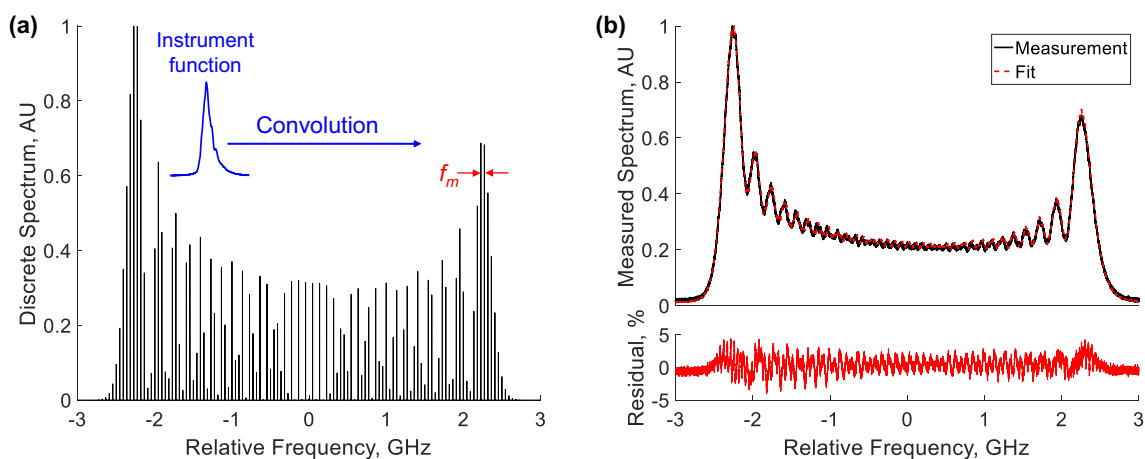 (a)
1
0.8
0.6
0.4
0.2
0
Discrete Spectrum, AU
Instrument
function
Convolution
fm
-3 -2 -1 0 1 2 3
Relative Frequency, GHz
(b)
1
0.8
0.6
0.4
0.2
0
Measured Spectrum, AU
Measurement
Fit
5
0
-5
Residual, %
-3 -2 -1 0 1 2 3
Relative Frequency, GHz